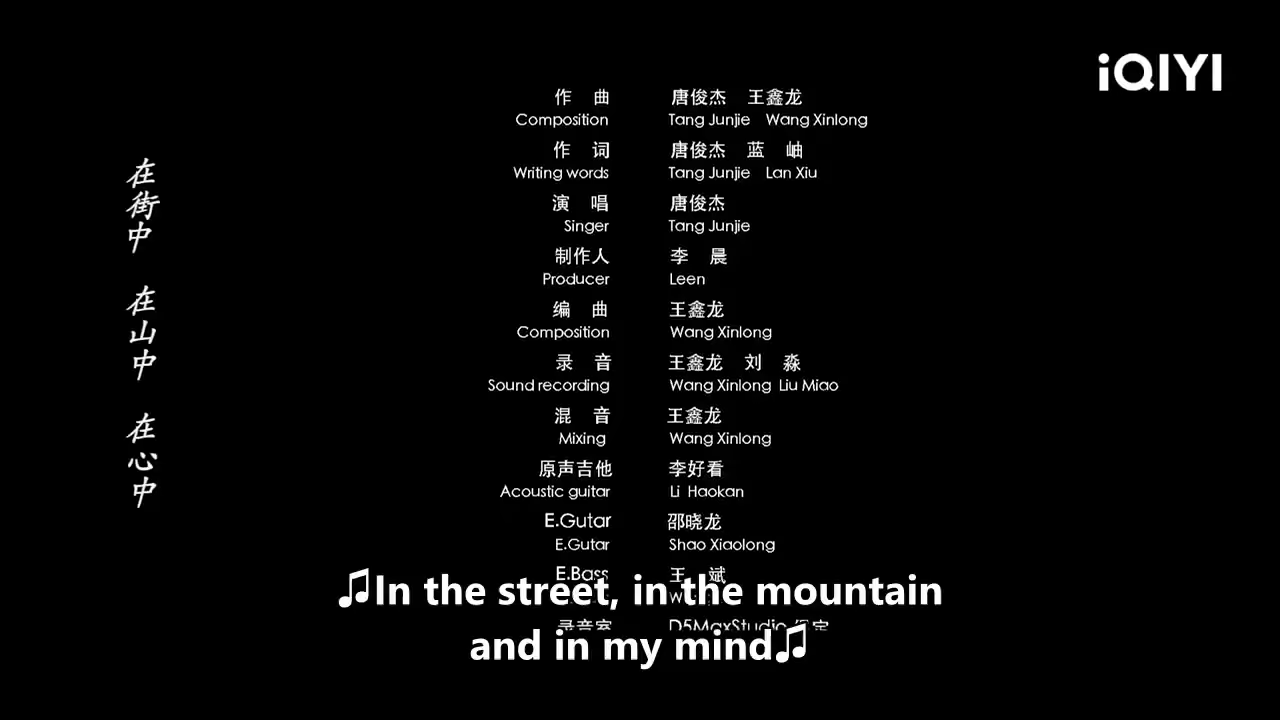 iQIYI
在街中 在山中 在心中
作 曲 唐俊杰 王鑫龙
Composition Tang Junjie Wang Xinlong
作 词 唐俊杰 蓝 岫
Writing words Tang Junjie Lan Xiu
演 唱 唐俊杰
Singer Tang Junjie
制作人 李 晨
Producer Leen
编 曲 王鑫龙
Composition Wang Xinlong
录 音 王鑫龙 刘 淼
Sound recording Wang Xinlong Liu Miao
混 音 王鑫龙
Mixing Wang Xinlong
原声吉他 李好看
Acoustic guitar Li Haokan
E.Gutar 邵晓龙
E.Gutar Shao Xiaolong
E.Bass 王 斌
录音室 D5MaxStudio
♫In the street, in the mountain
and in my mind♫